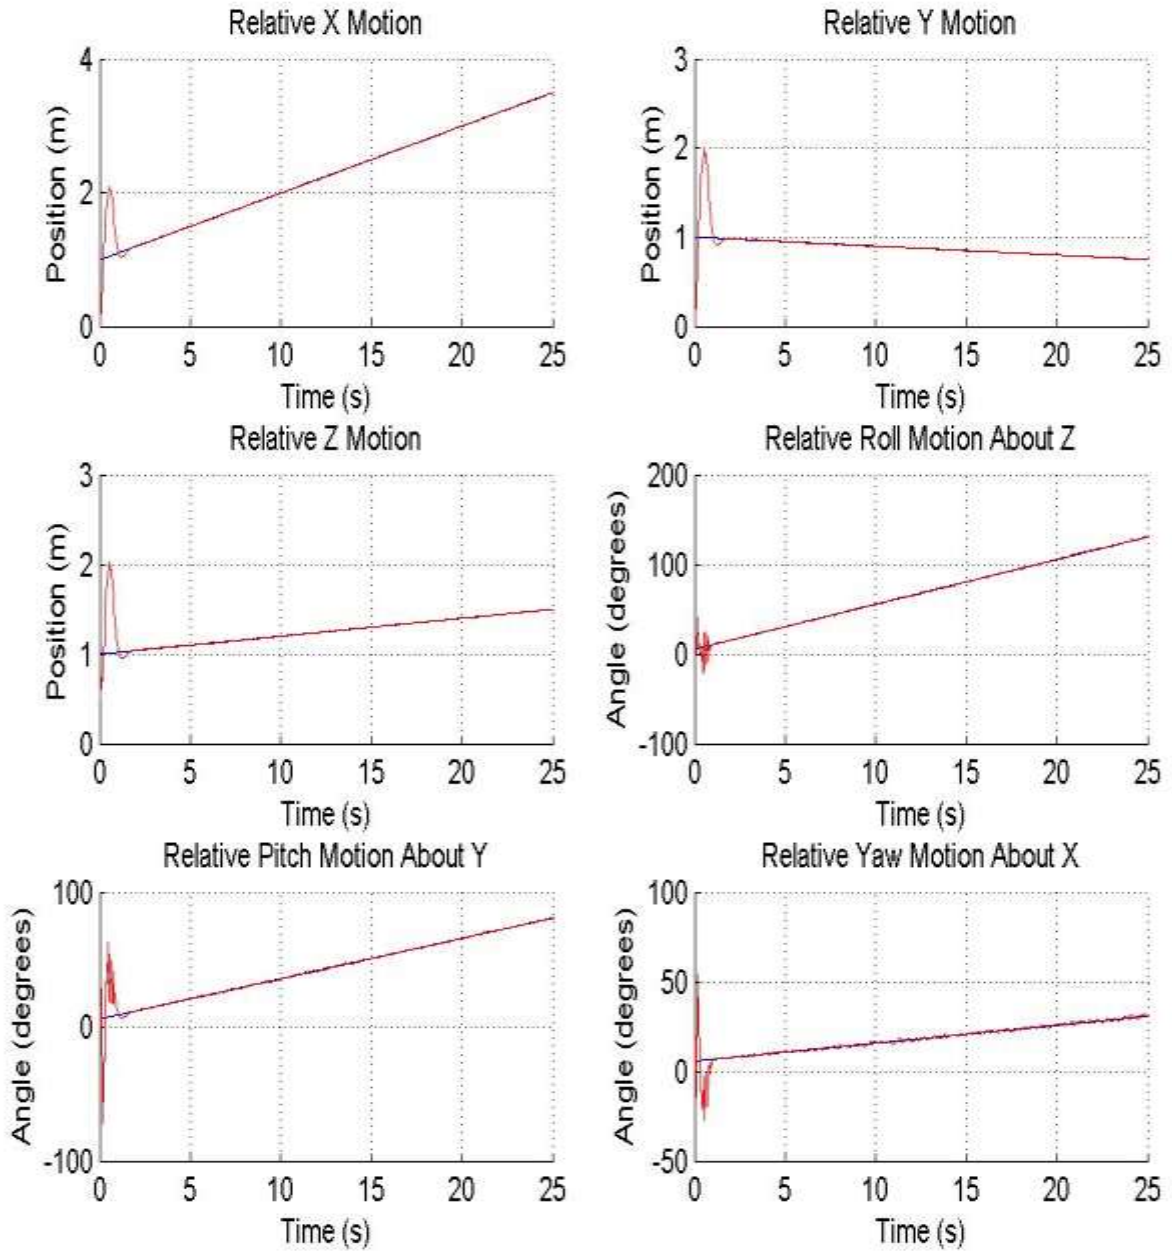 Relative X Motion
Position (m)
4
2
0
0 5 10 15 20 25
Time (s)
Relative Y Motion
Position (m)
3
2
1
0
0 5 10 15 20 25
Time (s)
Relative Z Motion
Position (m)
3
2
1
0
0 5 10 15 20 25
Time (s)
Relative Roll Motion About Z
Angle (degrees)
200
100
0
-100
0 5 10 15 20 25
Time (s)
Relative Pitch Motion About Y
Angle (degrees)
100
0
-100
0 5 10 15 20 25
Time (s)
Relative Yaw Motion About X
Angle (degrees)
100
50
0
-50
0 5 10 15 20 25
Time (s)